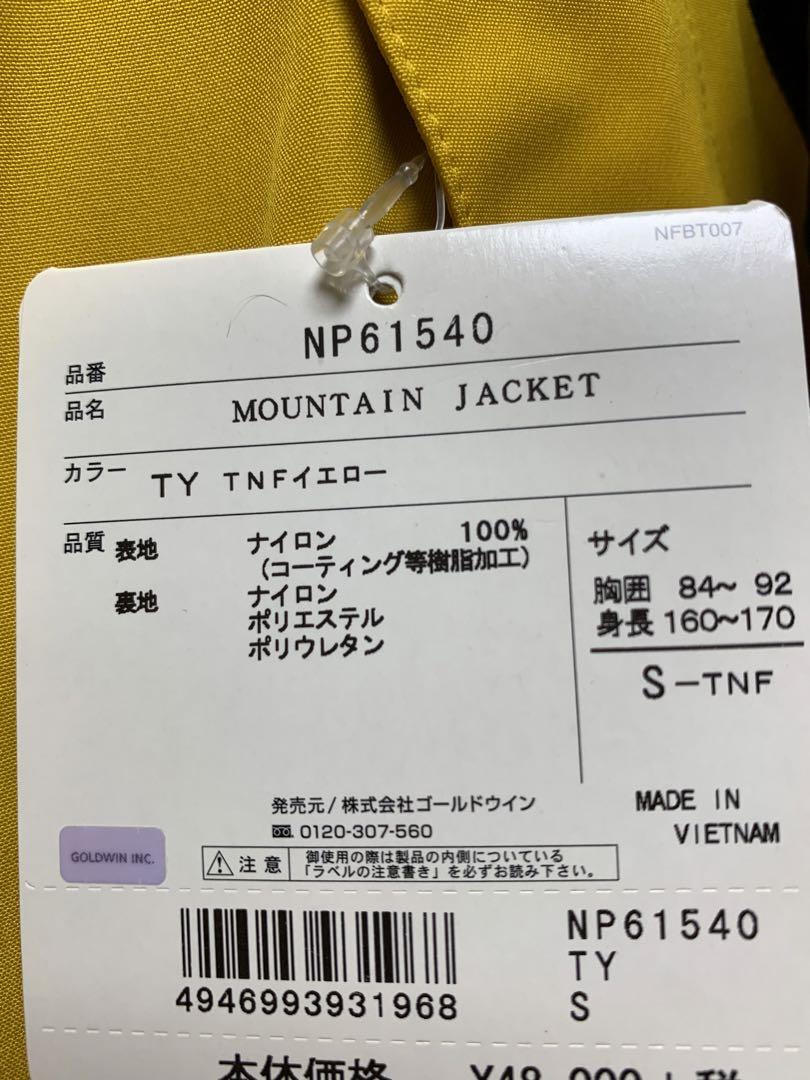 NFBT007
品番 NP61540
品名 MOUNTAIN JACKET
カラー TY TNFイエロー
品質 表地 ナイロン 100%
(コーティング等樹脂加工)
裏地 ナイロン
ポリエステル
ポリウレタン
サイズ
胸囲 84~ 92
身長 160~170
S-TNF
発売元/株式会社ゴールドウイン
0120-307-560
MADE IN
VIETNAM
GOLDWIN INC.
注意
御使用の際は製品の内側についている
「ラベルの注意書き」を必ずお読み下さい。
4946993931968
NP61540
TY
S
本体価格